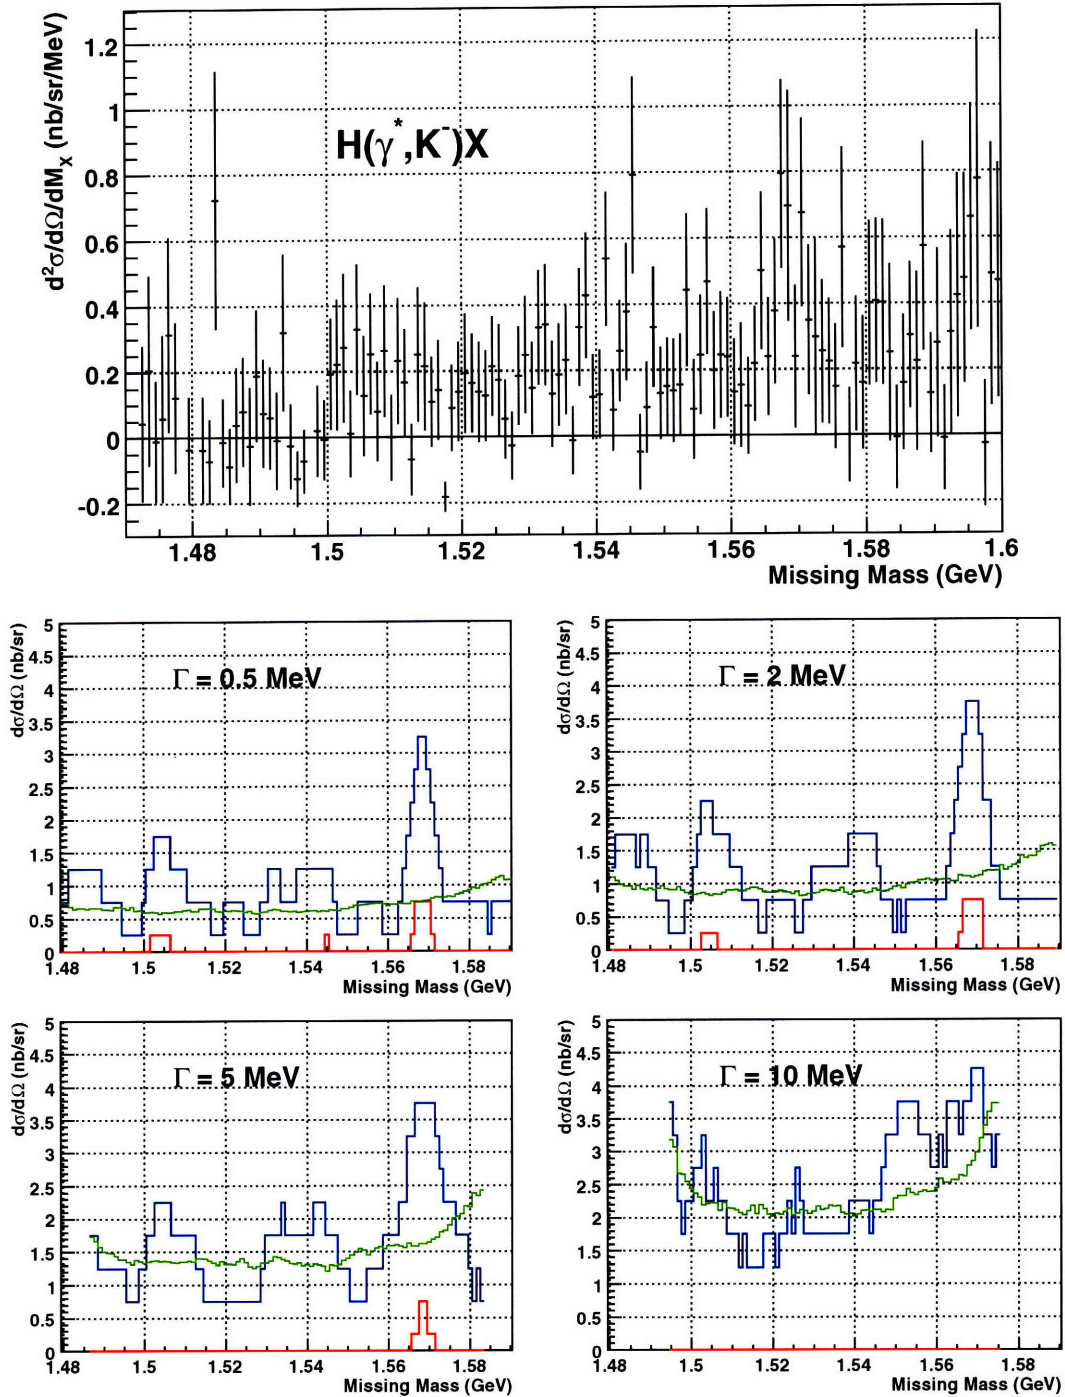 d²σ/dΩ/dMₓ (nb/sr/MeV)
1.2
1
0.8
0.6
0.4
0.2
0
-0.2
H(γ*,K⁻)X
1.48 1.5 1.52 1.54 1.56 1.58 1.6
Missing Mass (GeV)
dσ/dΩ (nb/sr)
5
4.5
4
3.5
3
2.5
2
1.5
1
0.5
0
Γ = 0.5 MeV
1.48 1.5 1.52 1.54 1.56 1.58
Missing Mass (GeV)
dσ/dΩ (nb/sr)
5
4.5
4
3.5
3
2.5
2
1.5
1
0.5
0
Γ = 2 MeV
1.48 1.5 1.52 1.54 1.56 1.58
Missing Mass (GeV)
dσ/dΩ (nb/sr)
5
4.5
4
3.5
3
2.5
2
1.5
1
0.5
0
Γ = 5 MeV
1.48 1.5 1.52 1.54 1.56 1.58
Missing Mass (GeV)
dσ/dΩ (nb/sr)
5
4.5
4
3.5
3
2.5
2
1.5
1
0.5
0
Γ = 10 MeV
1.48 1.5 1.52 1.54 1.56 1.58
Missing Mass (GeV)